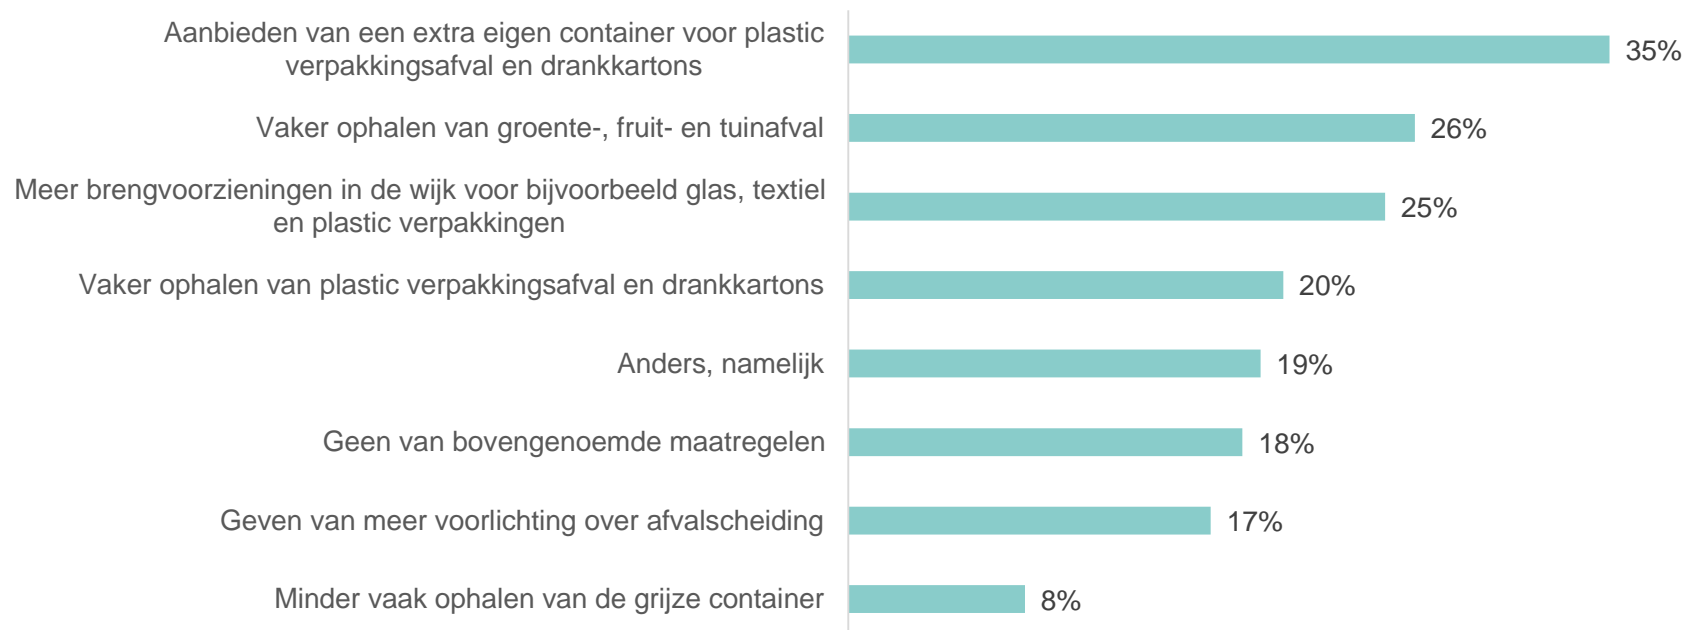 Aanbieden van een extra eigen container voor plastic
verpakkingsafval en drankkartons
35%
Vaker ophalen van groente-, fruit- en tuinafval
26%
Meer brengvoorzieningen in de wijk voor bijvoorbeeld glas, textiel
en plastic verpakkingen
25%
Vaker ophalen van plastic verpakkingsafval en drankkartons
20%
Anders, namelijk
19%
Geen van bovengenoemde maatregelen
18%
Geven van meer voorlichting over afvalscheiding
17%
Minder vaak ophalen van de grijze container
8%